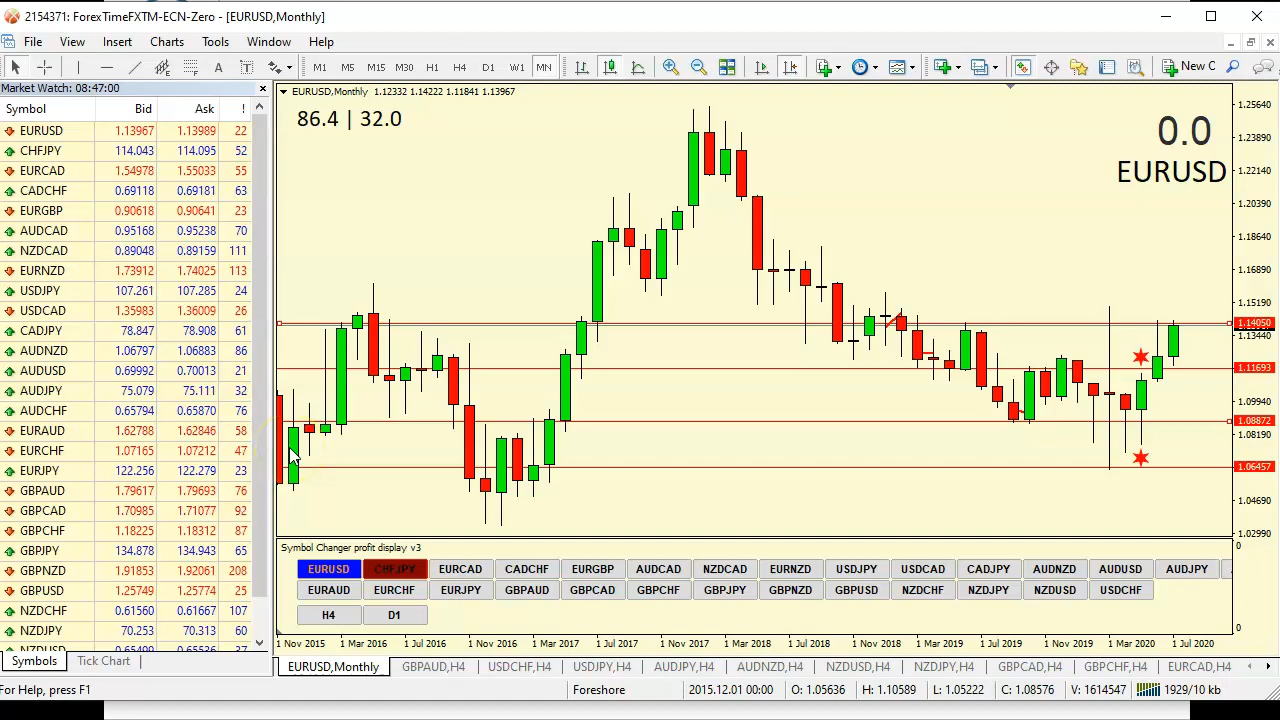 2154371: ForexTimeFXTM-ECN-Zero - [EURUSD,Monthly]
File View Insert Charts Tools Window Help
A T M1 M5 M15 M30 H1 H4 D1 W1 MN New C
Market Watch: 08:47:00
Symbol Bid Ask !
EURUSD 1.13967 1.13989 22
CHFJPY 114.043 114.095 52
EURCAD 1.54978 1.55033 55
CADCHF 0.69118 0.69181 63
EURGBP 0.90618 0.90641 23
AUDCAD 0.95168 0.95238 70
NZDCAD 0.89048 0.89159 111
EURNZD 1.73912 1.74025 113
USDJPY 107.261 107.285 24
USDCAD 1.35983 1.36009 26
CADJPY 78.847 78.908 61
AUDNZD 1.06797 1.06883 86
AUDUSD 0.69992 0.70013 21
AUDJPY 75.079 75.111 32
AUDCHF 0.65794 0.65870 76
EURAUD 1.62788 1.62846 58
EURCHF 1.07165 1.07212 47
EURJPY 122.256 122.279 23
GBPAUD 1.79617 1.79693 76
GBPCAD 1.70985 1.71077 92
GBPCHF 1.18225 1.18312 87
GBPJPY 134.878 134.943 65
GBPNZD 1.91853 1.92061 208
GBPUSD 1.25749 1.25774 25
NZDCHF 0.61560 0.61667 107
NZDJPY 70.253 70.313 60
Symbols Tick Chart
EURUSD,Monthly 1.12332 1.14222 1.11841 1.13967
86.4 | 32.0
0.0
EURUSD
1.25640
1.23890
1.22140
1.20390
1.18640
1.16890
1.15190
1.14050
1.13440
1.11693
1.09940
1.08872
1.08190
1.06457
1.04690
1.02990
Symbol Changer profit display v3
0
EURUSD CHFJPY EURCAD CADCHF EURGBP AUDCAD NZDCAD EURNZD USDJPY USDCAD CADJPY AUDNZD AUDUSD AUDJPY
EURAUD EURCHF EURJPY GBPAUD GBPCAD GBPCHF GBPJPY GBPNZD GBPUSD NZDCHF NZDJPY NZDUSD USDCHF
H4 D1
0
1 Nov 2015 1 Mar 2016 1 Jul 2016 1 Nov 2016 1 Mar 2017 1 Jul 2017 1 Nov 2017 1 Mar 2018 1 Jul 2018 1 Nov 2018 1 Mar 2019 1 Jul 2019 1 Nov 2019 1 Mar 2020 1 Jul 2020
EURUSD,Monthly GBPAUD,H4 USDCHF,H4 USDJPY,H4 AUDJPY,H4 AUDNZD,H4 NZDUSD,H4 NZDJPY,H4 GBPCAD,H4 GBPCHF,H4 EURCAD,H4
For Help, press F1 Foreshore 2015.12.01 00:00 O: 1.05636 H: 1.10589 L: 1.05222 C: 1.08576 V: 1614547 1929/10 kb